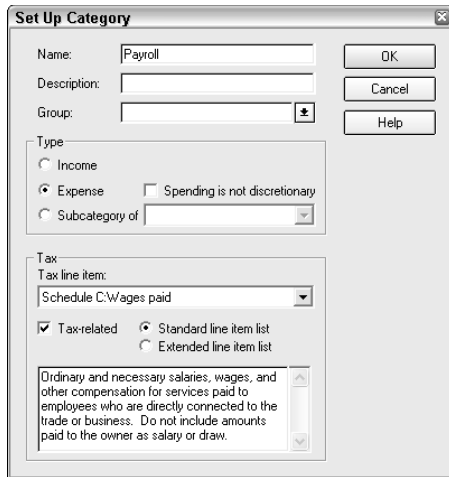 Set Up Category
Name: Payroll
OK
Description:
Cancel
Group:
Help
Type
Income
Expense Spending is not discretionary
Subcategory of
Tax
Tax line item:
Schedule C:Wages paid
Tax-related Standard line item list
Extended line item list
Ordinary and necessary salaries, wages, and
other compensation for services paid to
employees who are directly connected to the
trade or business. Do not include amounts
paid to the owner as salary or draw.